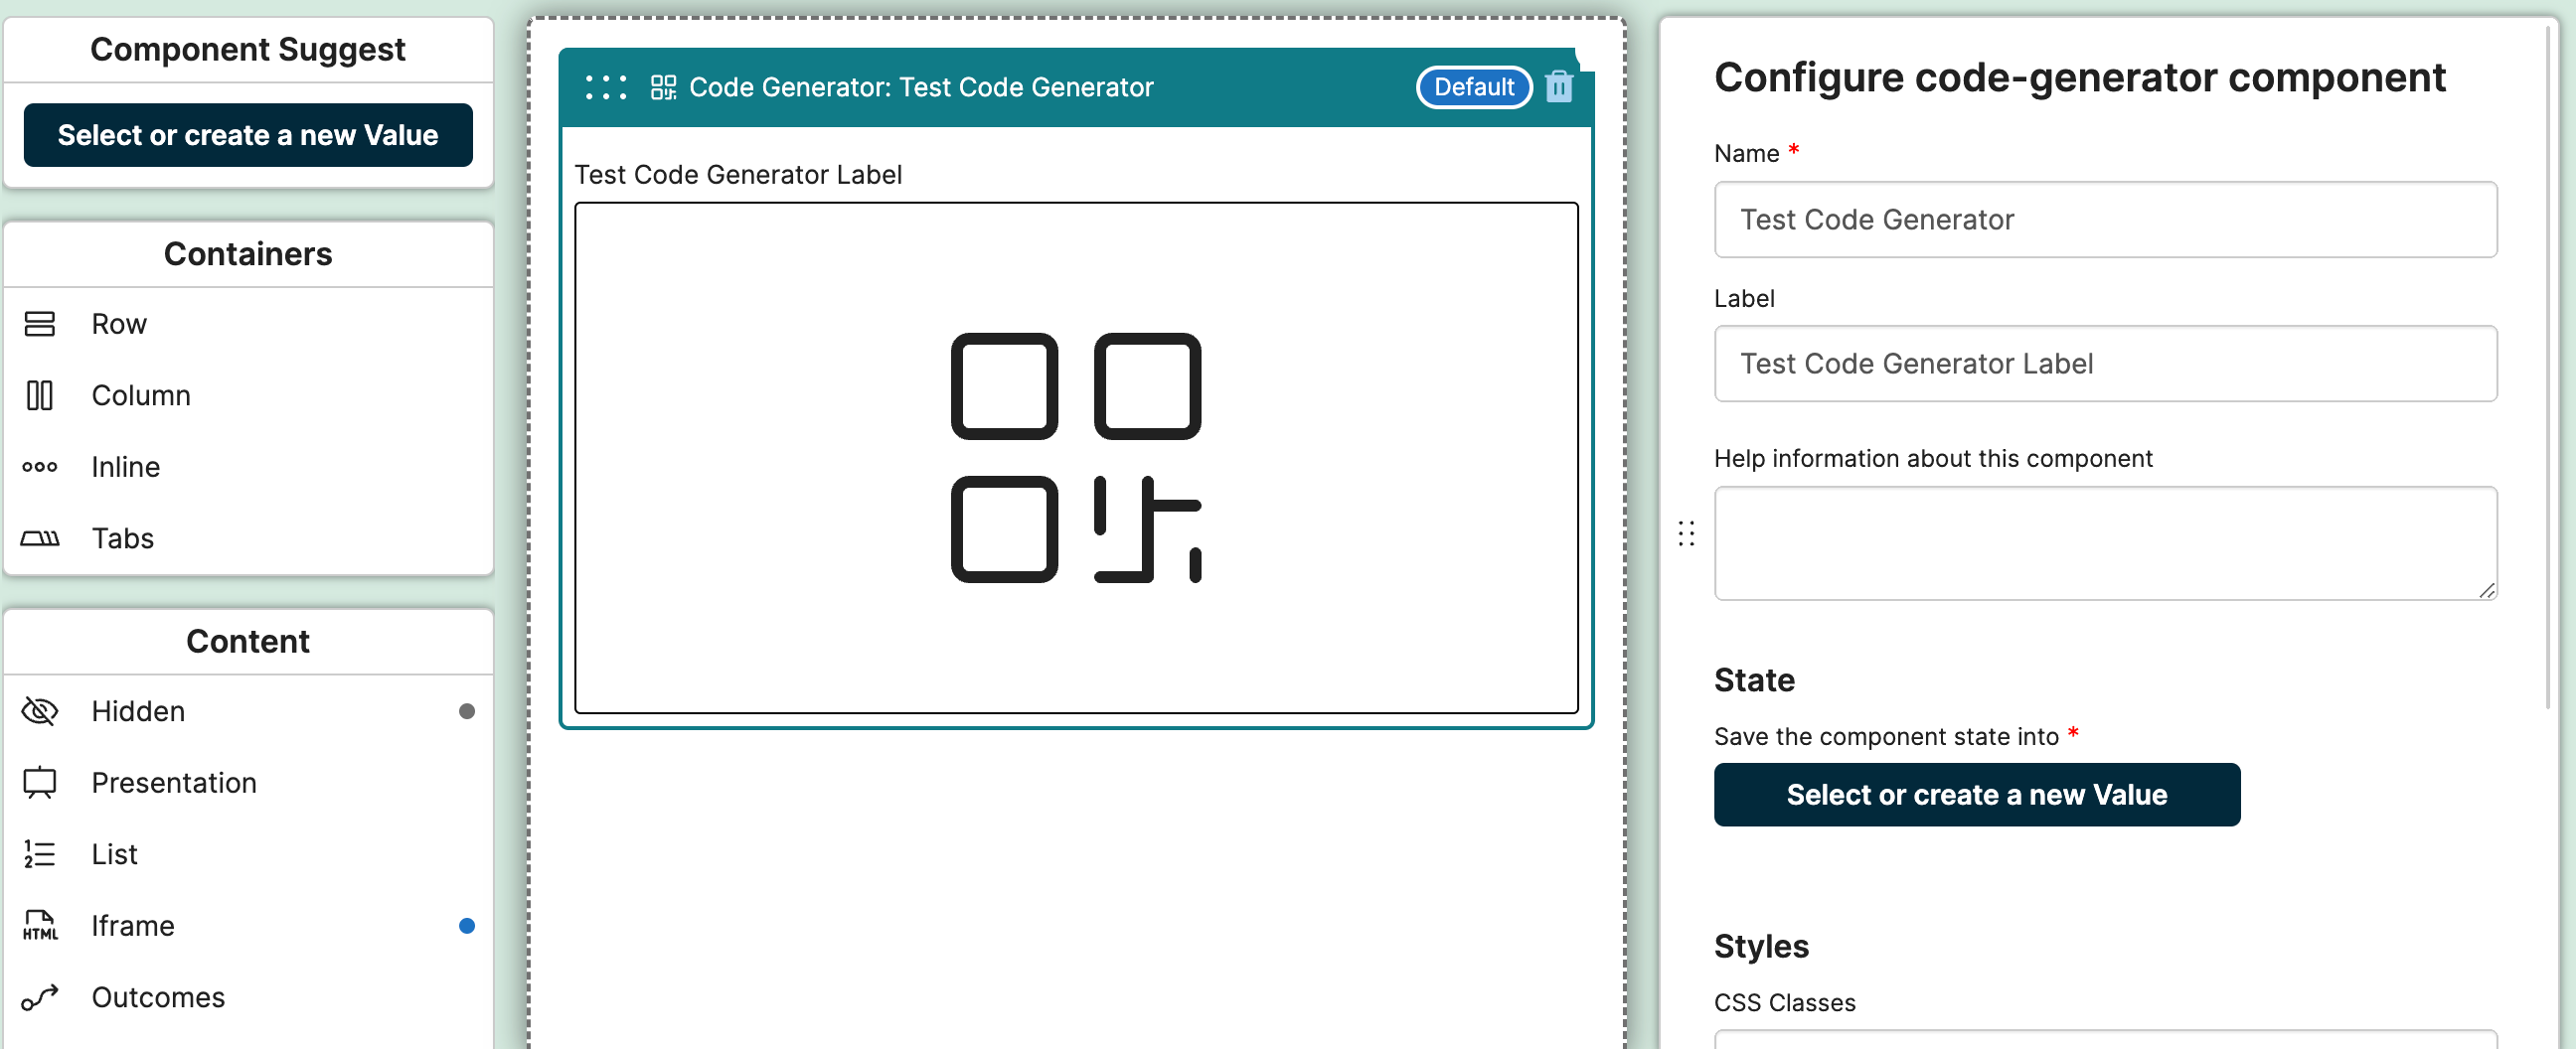 Component Suggest
Select or create a new Value
Containers
Row
Column
Inline
Tabs
Content
Hidden
Presentation
1
2
List
HTML
Iframe
Outcomes
Code Generator: Test Code Generator
Default
Test Code Generator Label
Configure code-generator component
Name *
Test Code Generator
Label
Test Code Generator Label
Help information about this component
State
Save the component state into *
Select or create a new Value
Styles
CSS Classes